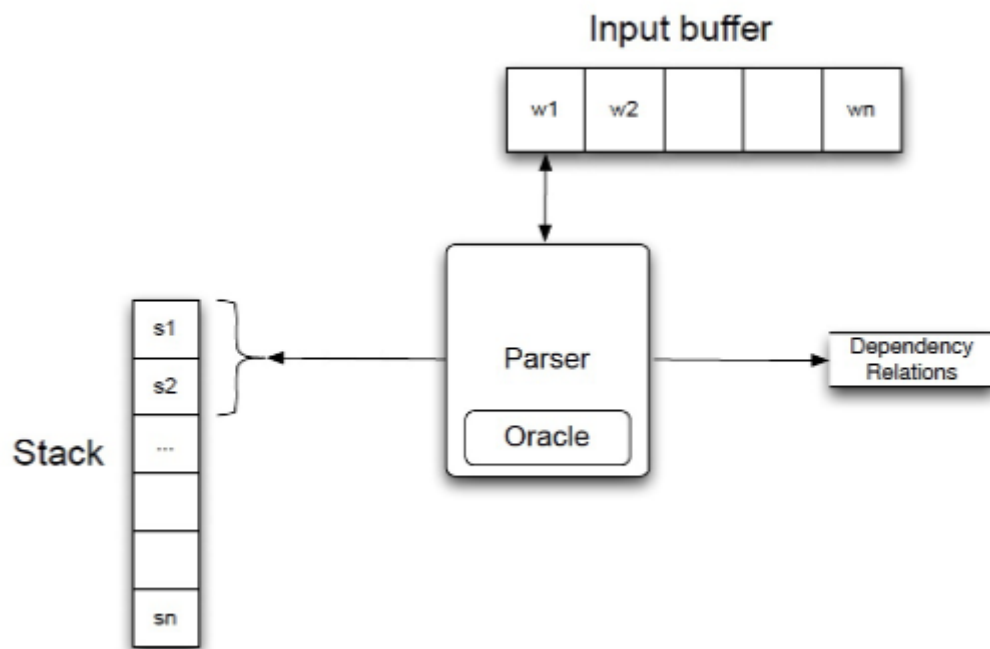 Input buffer
w1 w2 wn
s1
s2
Parser
Dependency
Relations
Oracle
Stack
...
sn